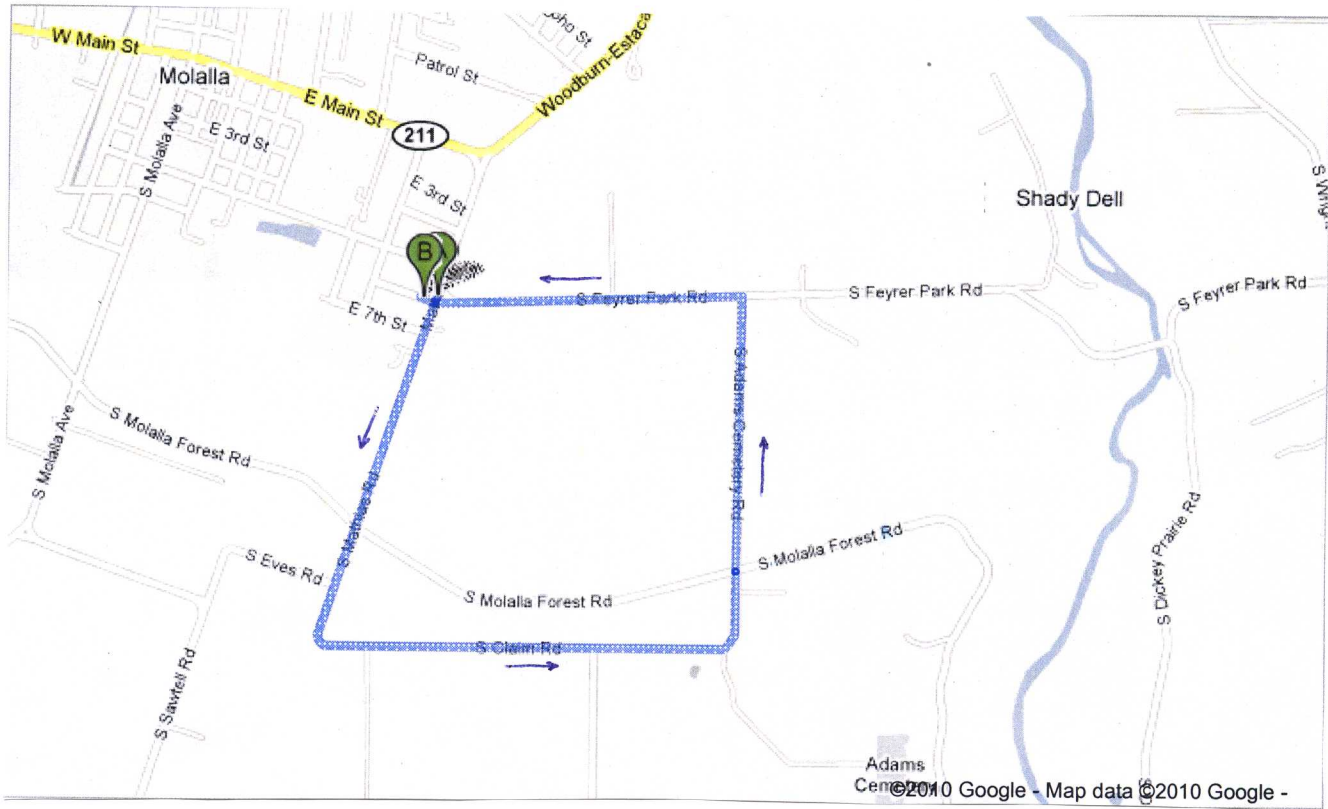 W Main St
Molalla
E Main St
211
Patrol St
Woodburn-Estaca
E 3rd St
S Molalla Ave
E 3rd St
Shady Dell
B
S Feyrer Park Rd
S Feyrer Park Rd
S Feyrer Park Rd
E 7th St
S Adams Cemetery Rd
S Molalla Ave
S Molalla Forest Rd
S Mathias Rd
S Eves Rd
S Molalla Forest Rd
S Molalla Forest Rd
S Dickey Prairie Rd
S Claim Rd
S Sawtell Rd
Adams
Cemetery
©2010 Google - Map data ©2010 Google -